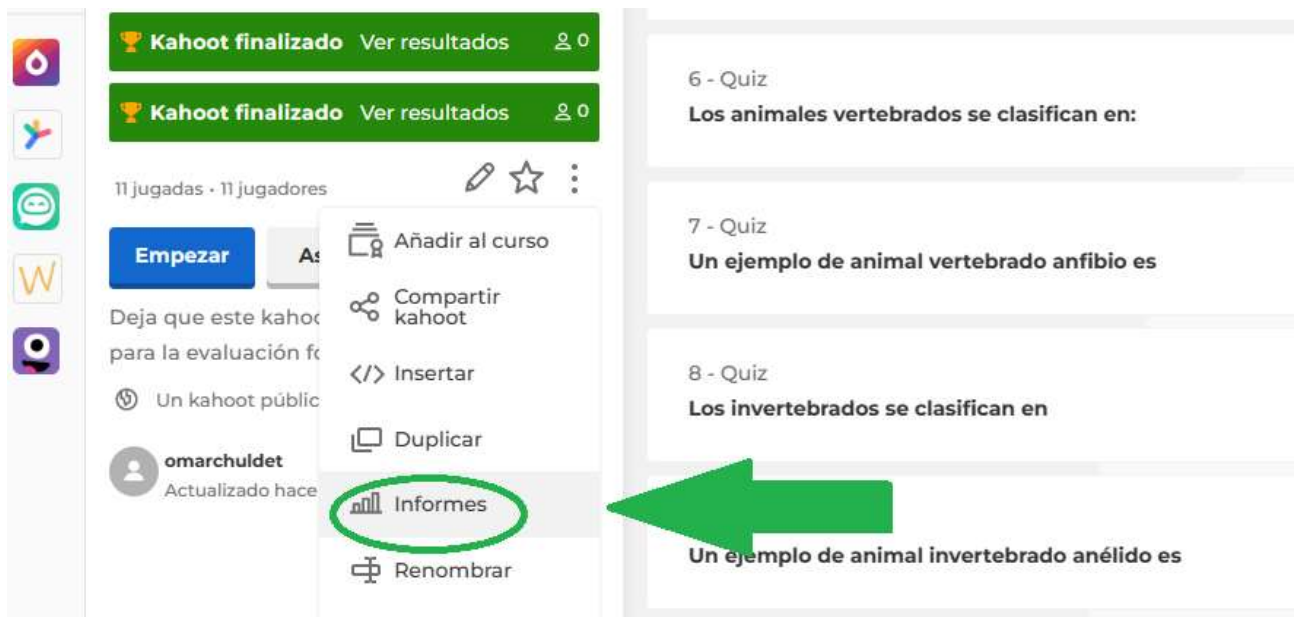 Kahoot finalizado Ver resultados 0
Kahoot finalizado Ver resultados 0
11 jugadas • 11 jugadores
Empezar
As
Deja que este kahoo
para la evaluación fo
Un kahoot públic
omarchuldet
Actualizado hace
Añadir al curso
Compartir
kahoot
</> Insertar
Duplicar
Informes
Renombrar
6 - Quiz
Los animales vertebrados se clasifican en:
7 - Quiz
Un ejemplo de animal vertebrado anfibio es
8 - Quiz
Los invertebrados se clasifican en
Un ejemplo de animal invertebrado anélido es
W